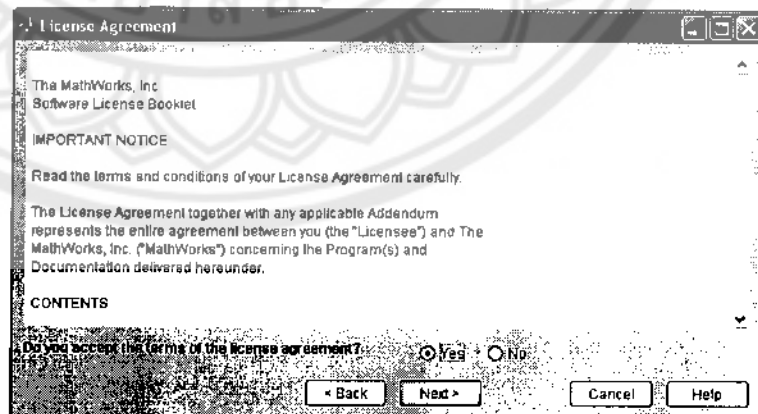 License Agreement
The MathWorks, Inc
Software License Booklet
IMPORTANT NOTICE
Read the terms and conditions of your License Agreement carefully.
The License Agreement together with any applicable Addendum
represents the entire agreement between you (the "Licensee") and The
MathWorks, Inc. ("MathWorks") concerning the Program(s) and
Documentation delivered hereunder.
CONTENTS
Do you accept the terms of the license agreement? Yes No
< Back Next > Cancel Help